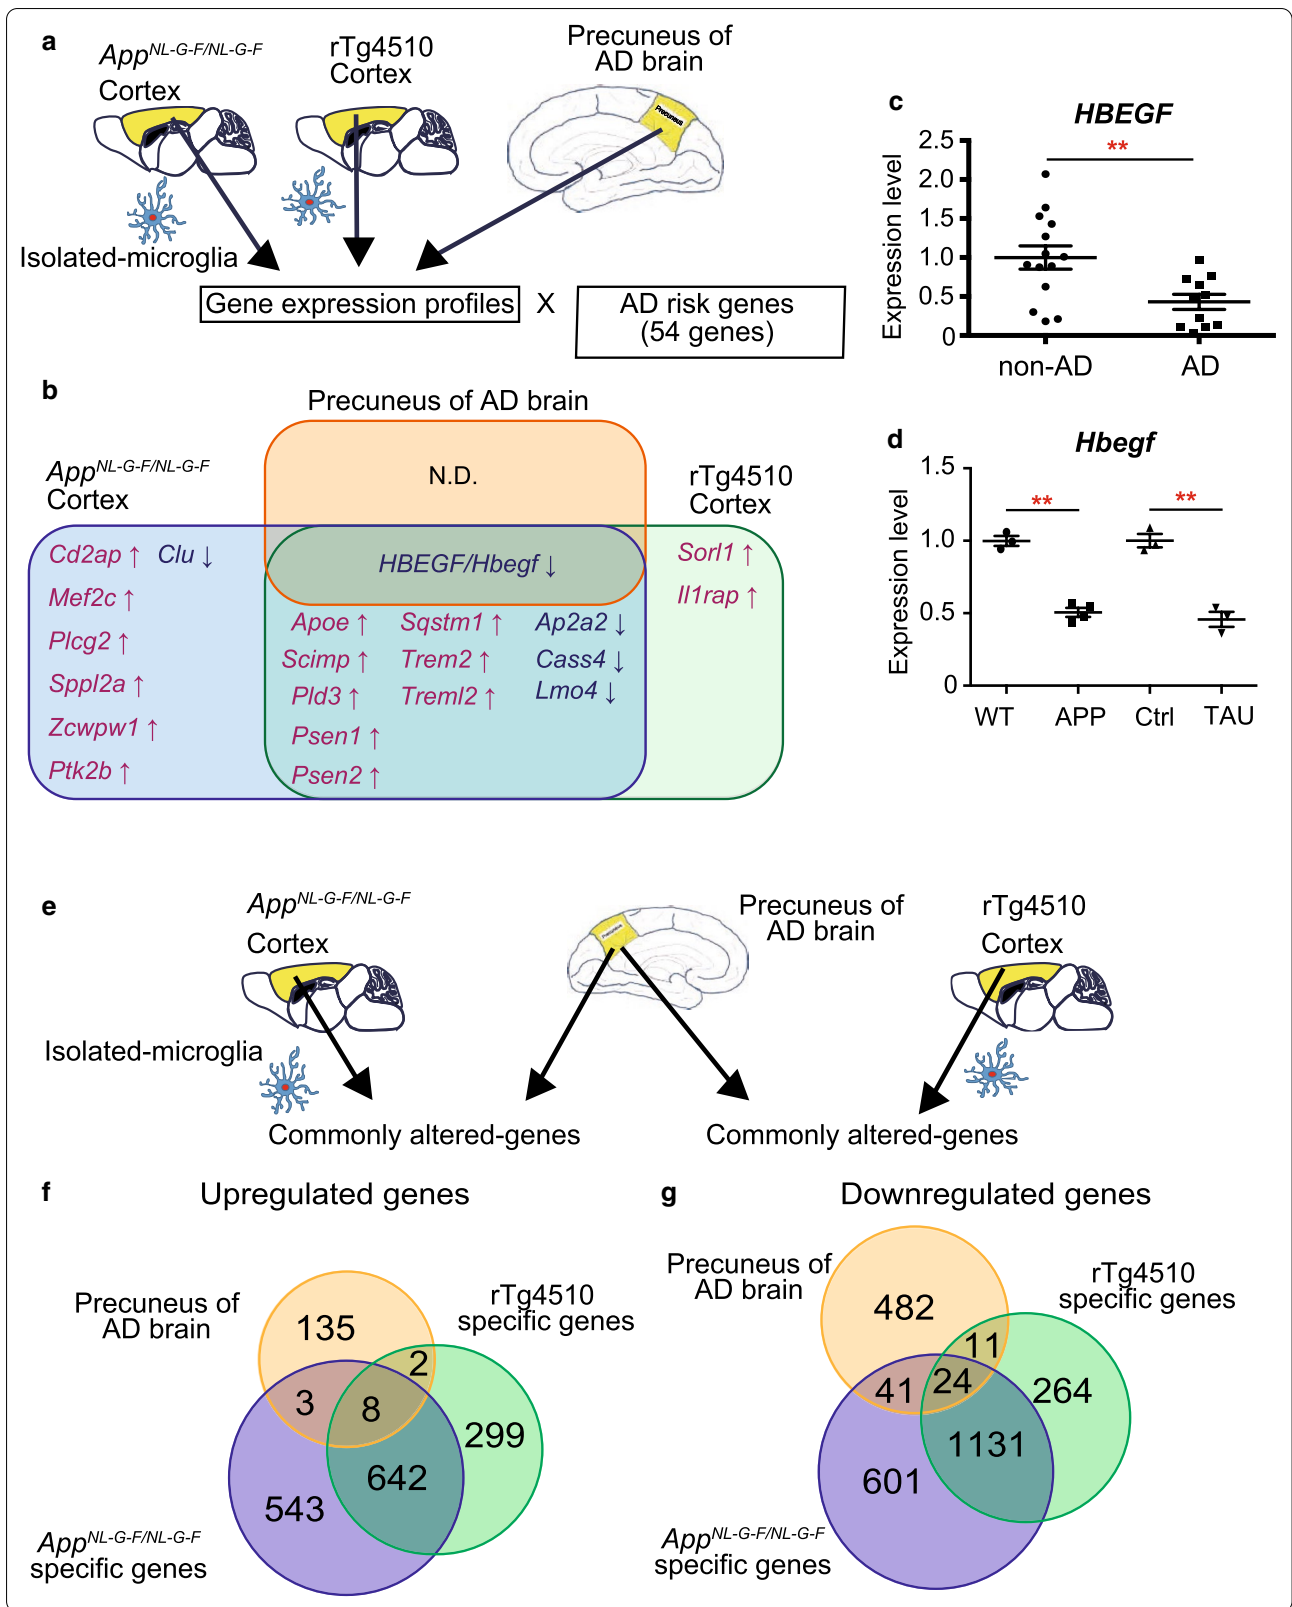 a
App^NL-G-F/NL-G-F
Cortex
rTg4510
Cortex
Precuneus of
AD brain
Precuneus
Isolated-microglia
Gene expression profiles
X
AD risk genes
(54 genes)
b
Precuneus of AD brain
App^NL-G-F/NL-G-F
Cortex
rTg4510
Cortex
N.D.
Cd2ap ↑ Clu ↓
Mef2c ↑
Plcg2 ↑
Sppl2a ↑
Zcwpw1 ↑
Ptk2b ↑
HBEGF/Hbegf ↓
Apoe ↑ Sqstm1 ↑ Ap2a2 ↓
Scimp ↑ Trem2 ↑ Cass4 ↓
Pld3 ↑ Treml2 ↑ Lmo4 ↓
Psen1 ↑
Psen2 ↑
Sorl1 ↑
Il1rap ↑
c
HBEGF
**
Expression level
2.5
2.0
1.5
1.0
0.5
0
non-AD AD
d
Hbegf
** **
Expression level
1.5
1.0
0.5
0
WT APP Ctrl TAU
e
App^NL-G-F/NL-G-F
Cortex
Isolated-microglia
Precuneus of
AD brain
Precuneus
rTg4510
Cortex
Commonly altered-genes
Commonly altered-genes
f
Upregulated genes
Precuneus of
AD brain
rTg4510
specific genes
135
2
3
8
299
642
543
App^NL-G-F/NL-G-F
specific genes
g
Downregulated genes
Precuneus of
AD brain
rTg4510
specific genes
482
11
41
24
264
1131
601
App^NL-G-F/NL-G-F
specific genes